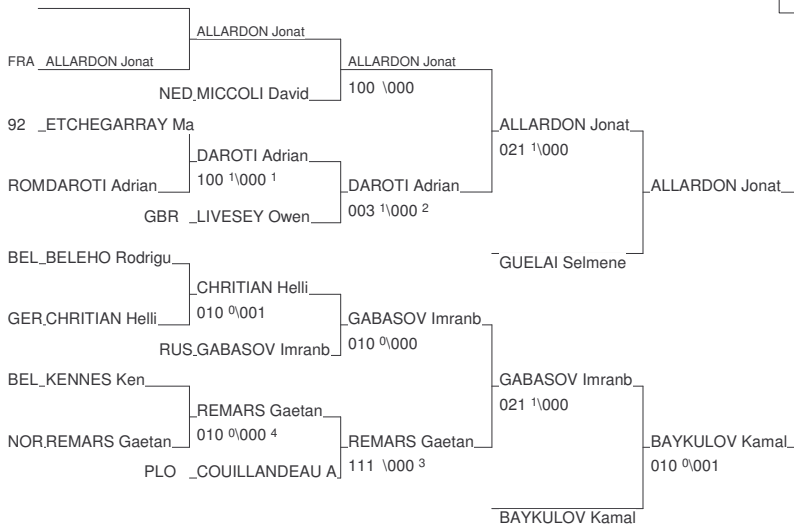 ALLARDON Jonat
FRA ALLARDON Jonat
ALLARDON Jonat
NED MICCOLI David
100 \000
92 ETCHEGARRAY Ma
ALLARDON Jonat
021 1\000
DAROTI Adrian
100 1\000 1
ROM DAROTI Adrian
DAROTI Adrian
003 1\000 2
ALLARDON Jonat
GBR LIVESEY Owen
BEL BELEHO Rodrigu
GUELAI Selmene
CHRITIAN Helli
010 0\001
GER CHRITIAN Helli
GABASOV Imranb
010 0\000
RUS GABASOV Imranb
BEL KENNES Ken
GABASOV Imranb
021 1\000
REMARS Gaetan
010 0\000 4
NOR REMARS Gaetan
REMARS Gaetan
111 \000 3
BAYKULOV Kamal
010 0\001
PLO COUILLANDEAU A
BAYKULOV Kamal